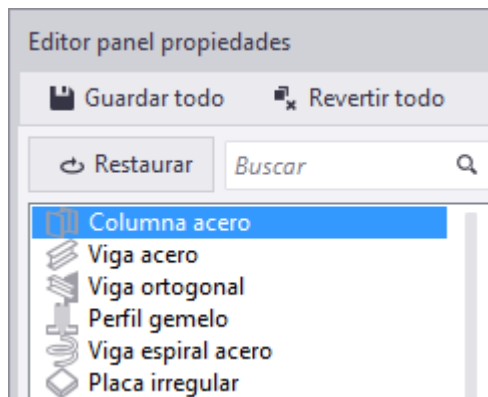 Editor panel propiedades
Guardar todo Revertir todo
Restaurar Buscar
Columna acero
Viga acero
Viga ortogonal
Perfil gemelo
Viga espiral acero
Placa irregular